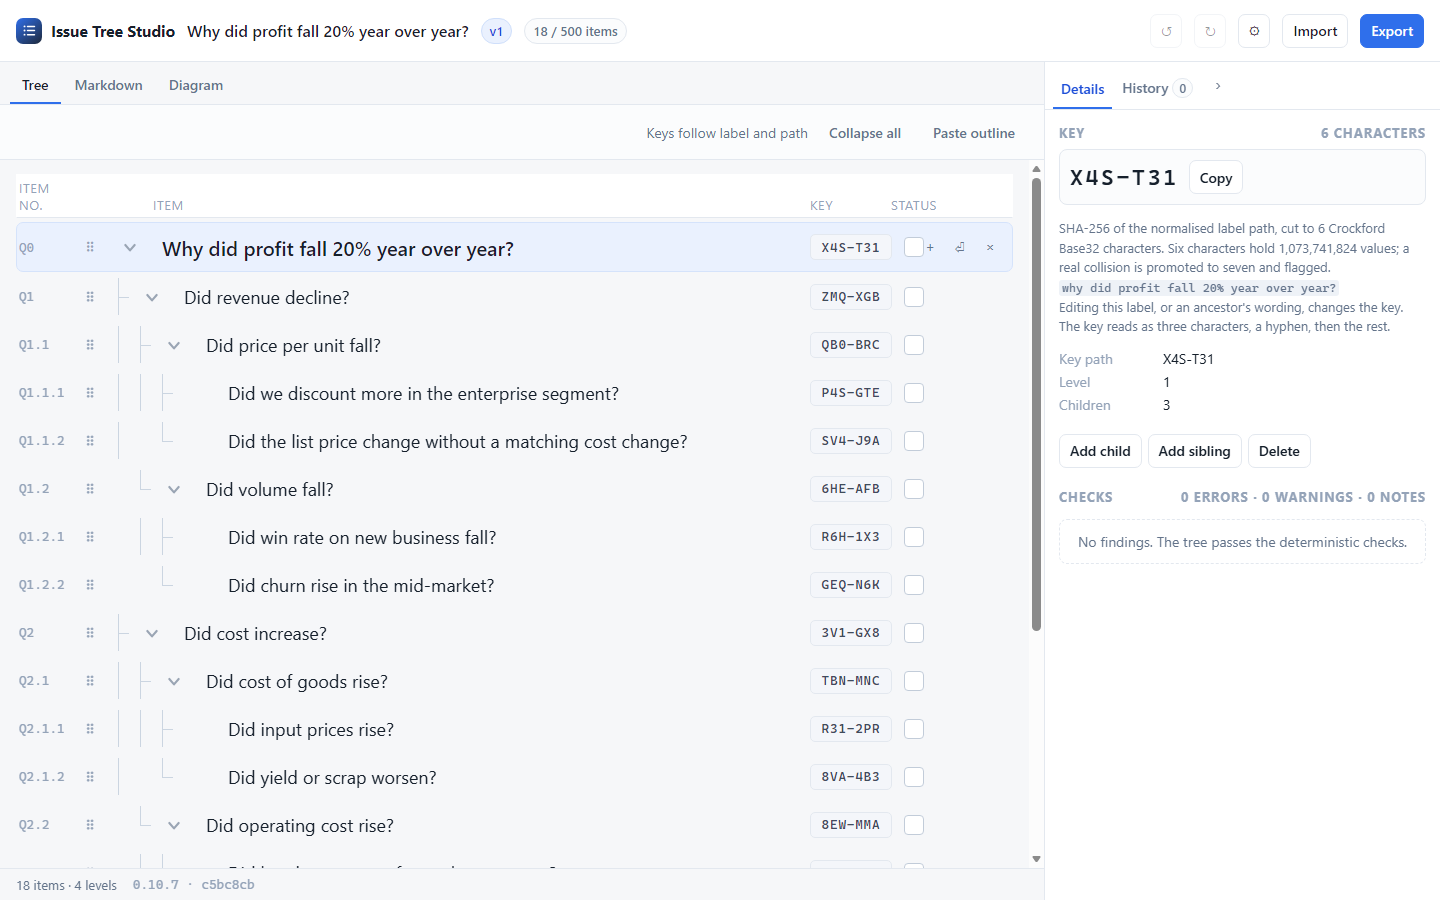 Issue Tree Studio Why did profit fall 20% year over year? v1 18 / 500 items Import Export
Tree Markdown Diagram
Keys follow label and path Collapse all Paste outline
ITEM NO. ITEM KEY STATUS
Q0 Why did profit fall 20% year over year? X4S-T31 + ×
Q1 Did revenue decline? ZMQ-XGB
Q1.1 Did price per unit fall? QB0-BRC
Q1.1.1 Did we discount more in the enterprise segment? P4S-GTE
Q1.1.2 Did the list price change without a matching cost change? SV4-J9A
Q1.2 Did volume fall? 6HE-AFB
Q1.2.1 Did win rate on new business fall? R6H-1X3
Q1.2.2 Did churn rise in the mid-market? GEQ-N6K
Q2 Did cost increase? 3V1-GX8
Q2.1 Did cost of goods rise? TBN-MNC
Q2.1.1 Did input prices rise? R31-2PR
Q2.1.2 Did yield or scrap worsen? 8VA-4B3
Q2.2 Did operating cost rise? 8EW-MMA
18 items · 4 levels 0.10.7 · c5bc8cb
Details History 0
KEY 6 CHARACTERS
X4S-T31 Copy
SHA-256 of the normalised label path, cut to 6 Crockford
Base32 characters. Six characters hold 1,073,741,824 values; a
real collision is promoted to seven and flagged.
why did profit fall 20% year over year?
Editing this label, or an ancestor's wording, changes the key.
The key reads as three characters, a hyphen, then the rest.
Key path X4S-T31
Level 1
Children 3
Add child Add sibling Delete
CHECKS 0 ERRORS · 0 WARNINGS · 0 NOTES
No findings. The tree passes the deterministic checks.